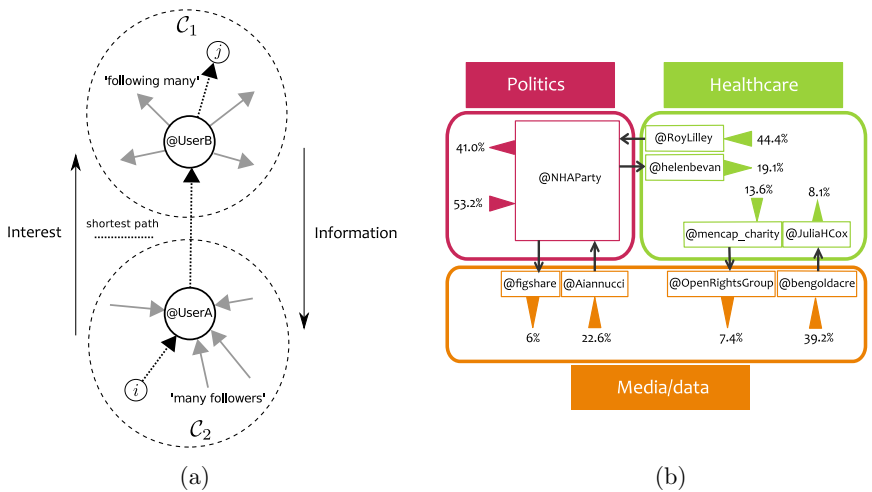 C1
j
'following many'
@UserB
shortest path
Interest
Information
@UserA
i
'many followers'
C2
(a)
Politics
Healthcare
41.0%
53.2%
@NHAParty
@RoyLilley
44.4%
@helenbevan
19.1%
13.6%
8.1%
@mencap_charity
@JuliaHCox
@figshare
@Aiannucci
@OpenRightsGroup
@bengoldacre
6%
22.6%
7.4%
39.2%
Media/data
(b)